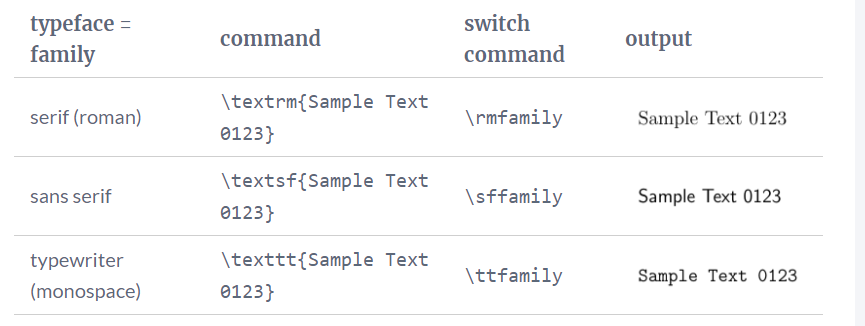 typeface = family command switch command output
serif (roman) \textrm{Sample Text 0123} \rmfamily Sample Text 0123
sans serif \textsf{Sample Text 0123} \sffamily Sample Text 0123
typewriter (monospace) \texttt{Sample Text 0123} \ttfamily Sample Text 0123